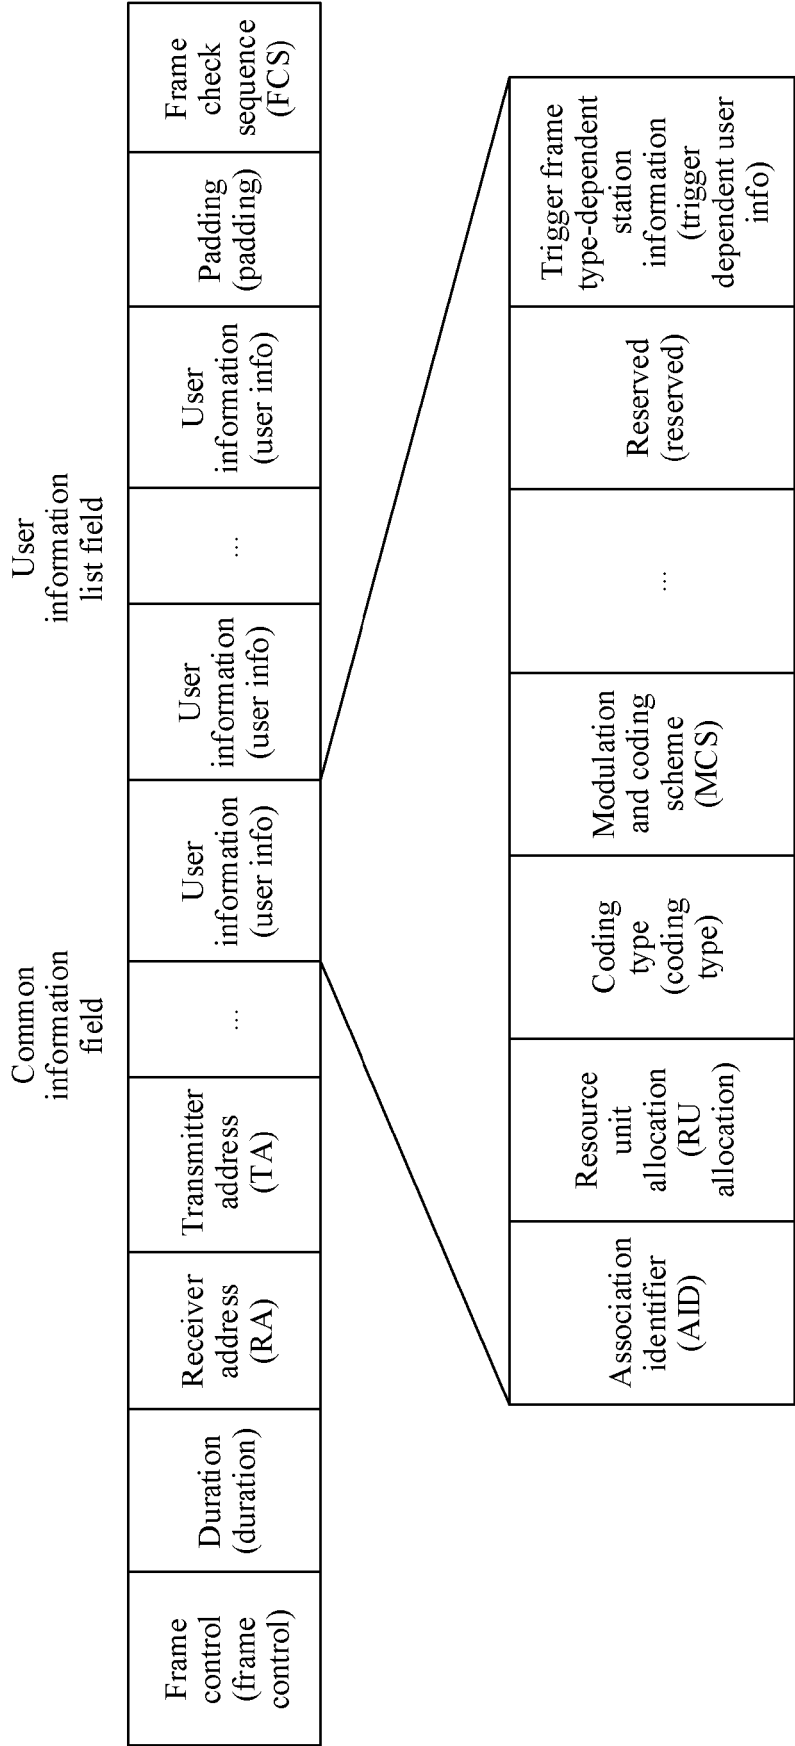 Common
information
field
User
information
list field
Frame
control
(frame
control)
Duration
(duration)
Receiver
address
(RA)
Transmitter
address
(TA)
...
User
information
(user info)
User
information
(user info)
...
User
information
(user info)
Padding
(padding)
Frame
check
sequence
(FCS)
Association
identifier
(AID)
Resource
unit
allocation
(RU
allocation)
Coding
type
(coding
type)
Modulation
and coding
scheme
(MCS)
...
Reserved
(reserved)
Trigger frame
type-dependent
station
information
(trigger
dependent user
info)